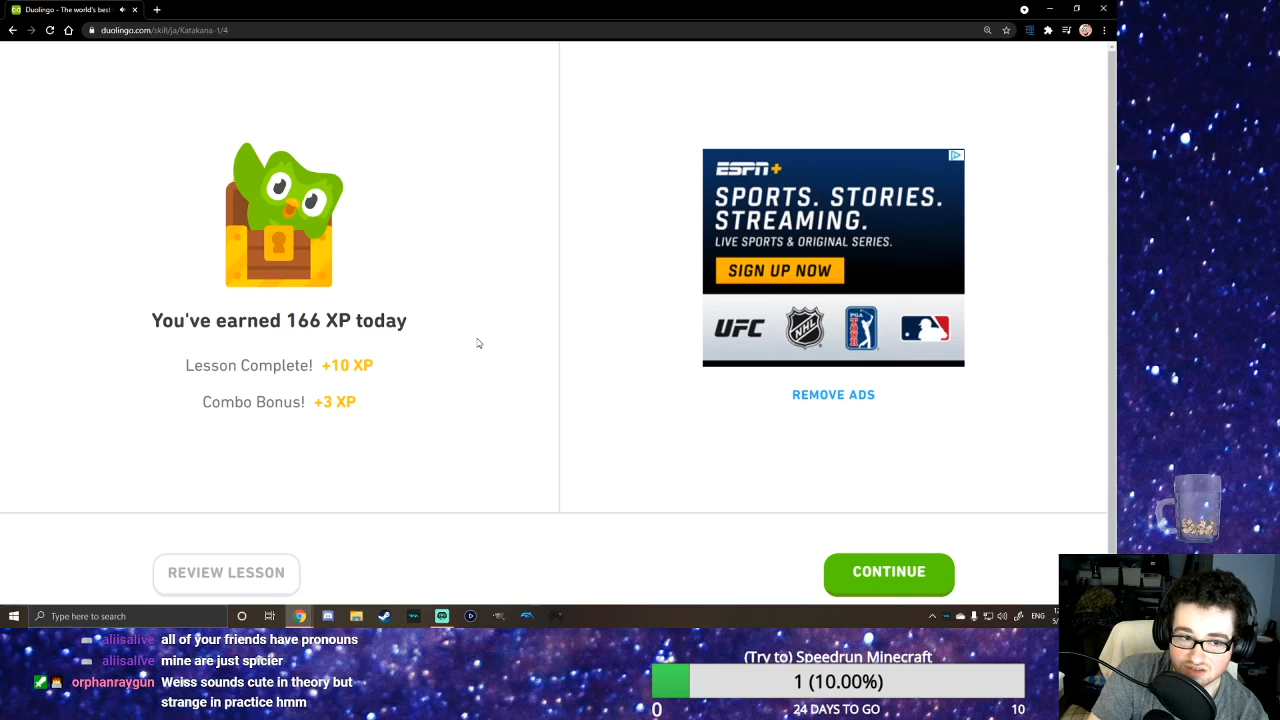 Duolingo - The world's best
duolingo.com/skill/ja/Katakana-1/4
You've earned 166 XP today
Lesson Complete! +10 XP
Combo Bonus! +3 XP
ESPN+
SPORTS. STORIES.
STREAMING.
LIVE SPORTS & ORIGINAL SERIES.
SIGN UP NOW
UFC NHL PGA TOUR
REMOVE ADS
REVIEW LESSON
CONTINUE
Type here to search
ENG
aliisalive all of your friends have pronouns
aliisalive mine are just spicier
orphanraygun Weiss sounds cute in theory but
strange in practice hmm
(Try to) Speedrun Minecraft
1 (10.00%)
0 24 DAYS TO GO 10